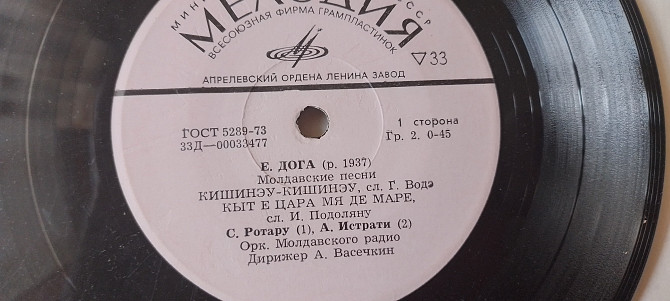 МИН
ССР
МЕЛОДИЯ
ВСЕСОЮЗНАЯ ФИРМА ГРАМПЛАСТИНОК
▽33
АПРЕЛЕВСКИЙ ОРДЕНА ЛЕНИНА ЗАВОД
ГОСТ 5289-73
33Д—00033477
1 сторона
Гр. 2. 0-45
Е. ДОГА (р. 1937)
Молдавские песни
КИШИНЭУ-КИШИНЭУ, сл. Г. Водэ
КЫТ Е ЦАРА МЯ ДЕ МАРЕ,
сл. И. Подоляну
С. Ротару (1), А. Истрати (2)
Орк. Молдавского радио
Дирижер А. Васечкин